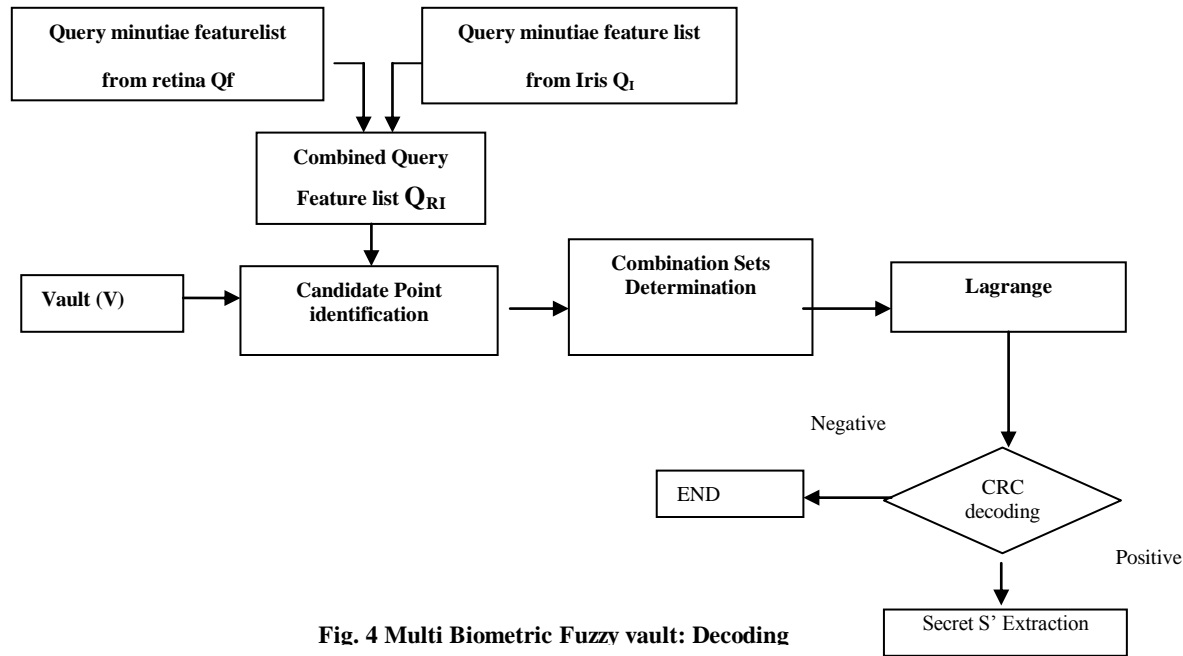 Query minutiae featurelist
from retina Qf
Query minutiae feature list
from Iris QI
Combined Query
Feature list QRI
Vault (V)
Candidate Point
identification
Combination Sets
Determination
Lagrange
Negative
END
CRC
decoding
Positive
Secret S’ Extraction
Fig. 4 Multi Biometric Fuzzy vault: Decoding